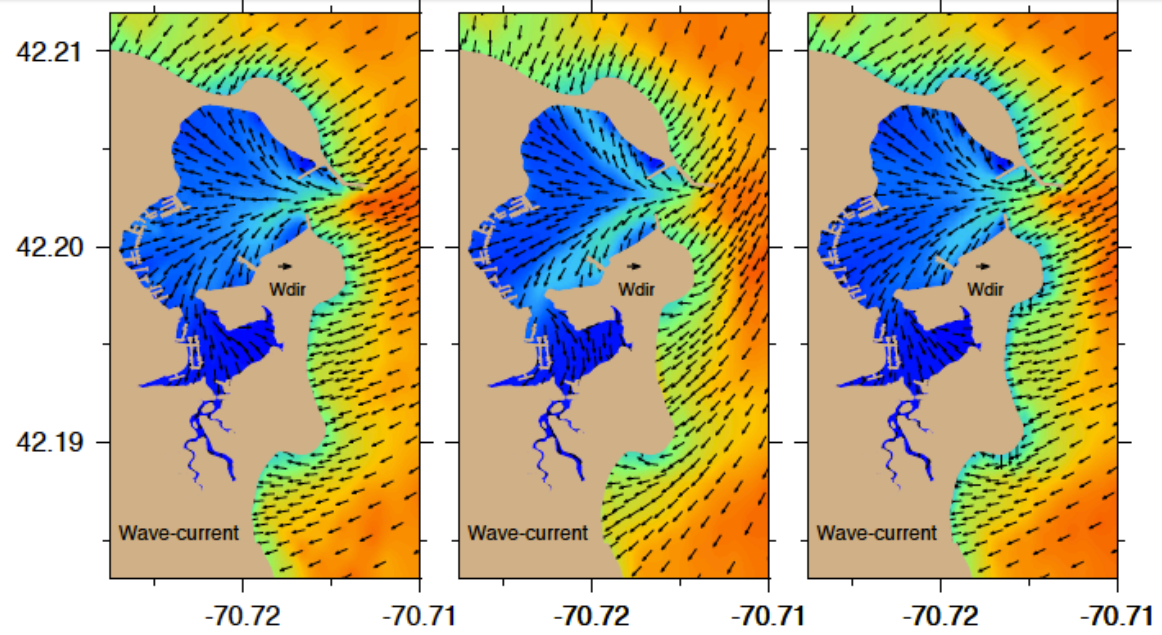 42.21
42.20
42.19
Wdir
Wdir
Wdir
Wave-current
Wave-current
Wave-current
-70.72
-70.71
-70.72
-70.71
-70.72
-70.71